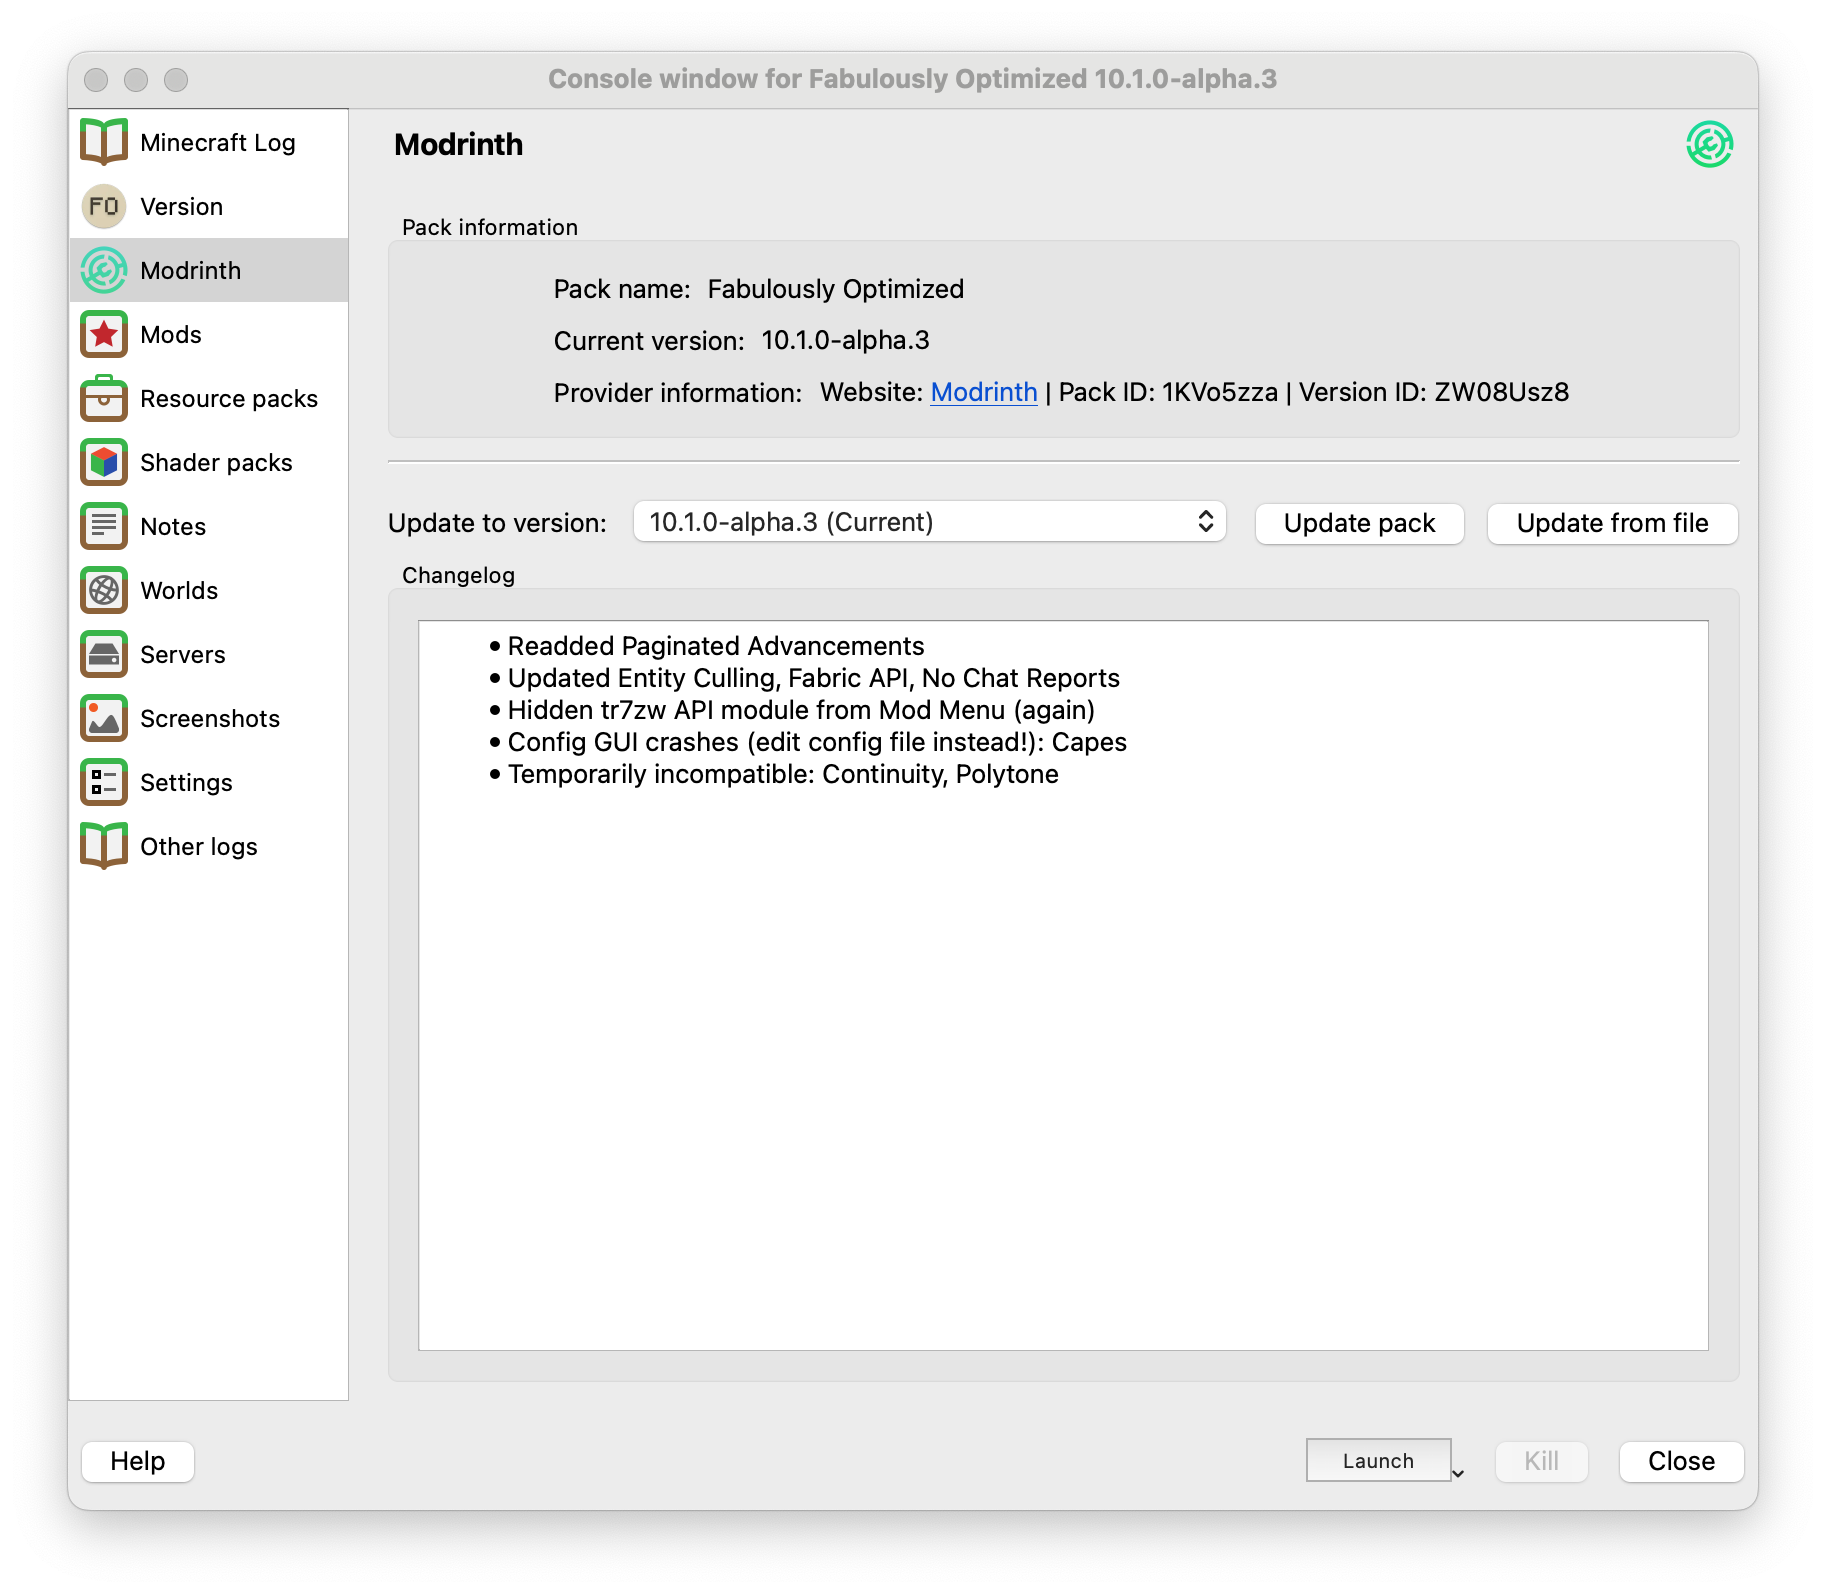 Console window for Fabulously Optimized 10.1.0-alpha.3
Minecraft Log
FO Version
Modrinth
Mods
Resource packs
Shader packs
Notes
Worlds
Servers
Screenshots
Settings
Other logs
Modrinth
Pack information
Pack name: Fabulously Optimized
Current version: 10.1.0-alpha.3
Provider information: Website: Modrinth | Pack ID: 1KVo5zza | Version ID: ZW08Usz8
Update to version: 10.1.0-alpha.3 (Current) Update pack Update from file
Changelog
• Readded Paginated Advancements
• Updated Entity Culling, Fabric API, No Chat Reports
• Hidden tr7zw API module from Mod Menu (again)
• Config GUI crashes (edit config file instead!): Capes
• Temporarily incompatible: Continuity, Polytone
Help Launch Kill Close